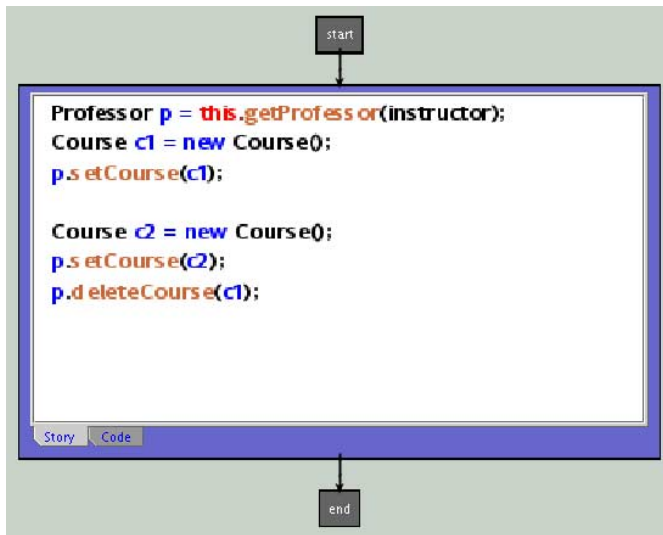 start
Professor p = this.getProfessor(instructor);
Course c1 = new Course();
p.setCourse(c1);
Course c2 = new Course();
p.setCourse(c2);
p.deleteCourse(c1);
Story Code
end